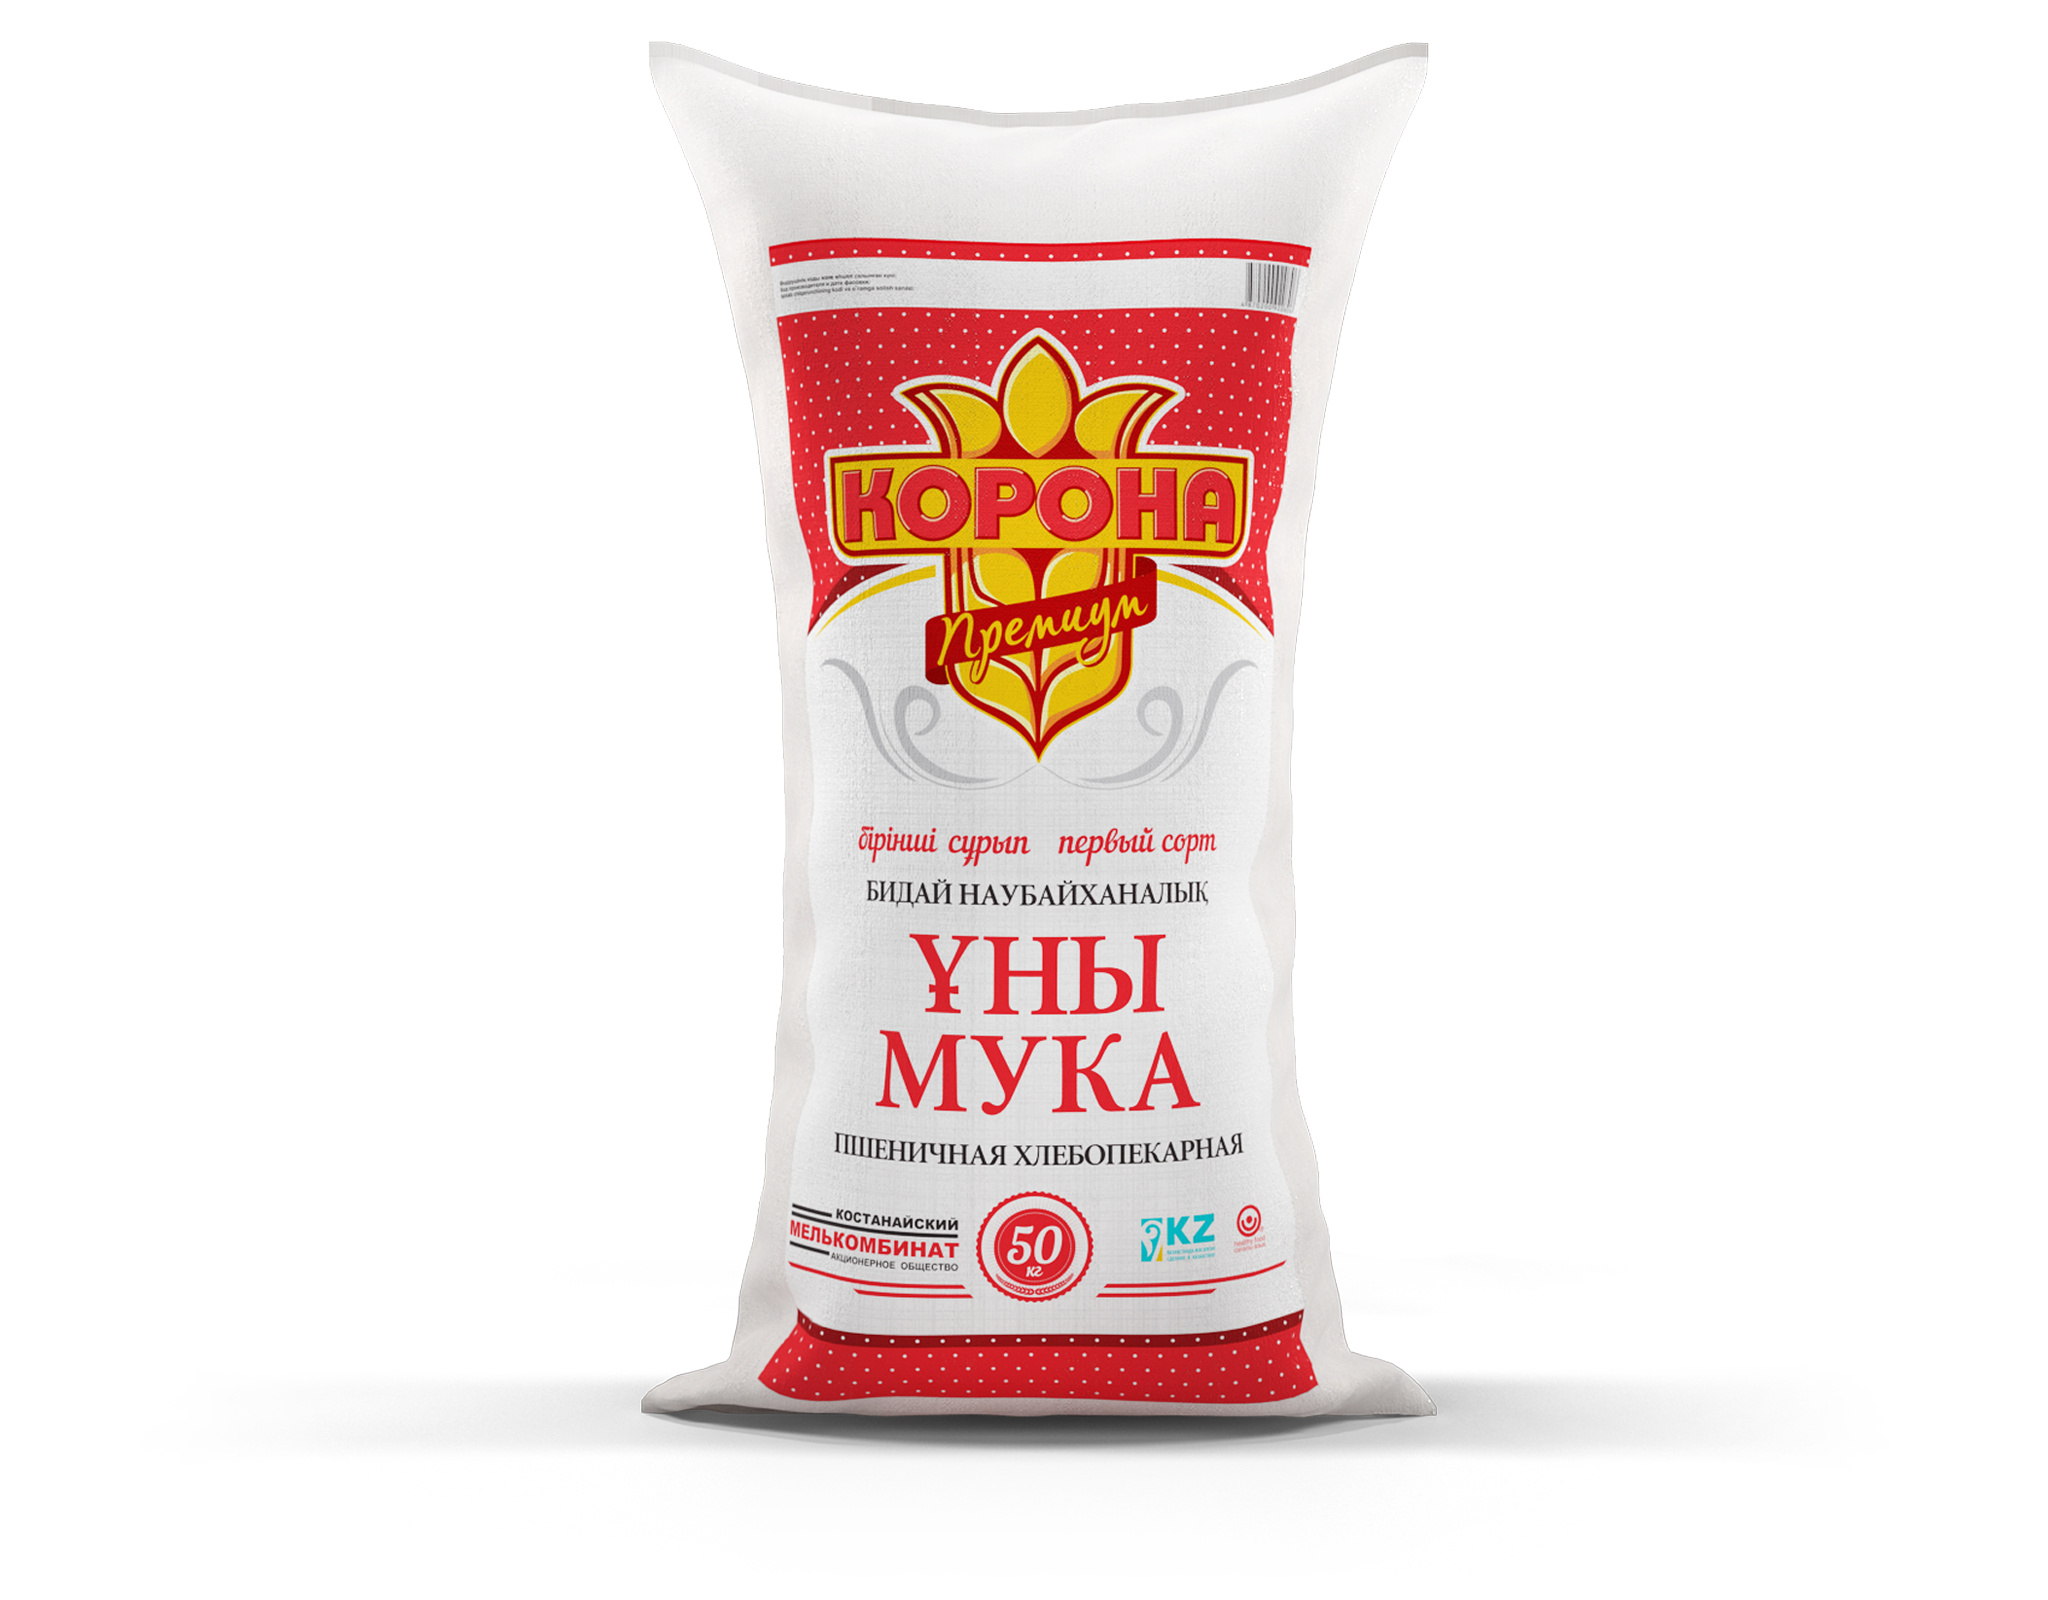 КОРОНА
Премиум
бірінші сұрып первый сорт
БИДАЙ НАУБАЙХАНАЛЫҚ
ҰНЫ
МУКА
ПШЕНИЧНАЯ ХЛЕБОПЕКАРНАЯ
КОСТАНАЙСКИЙ
МЕЛЬКОМБИНАТ
АКЦИОНЕРНОЕ ОБЩЕСТВО
50
кг
KZ